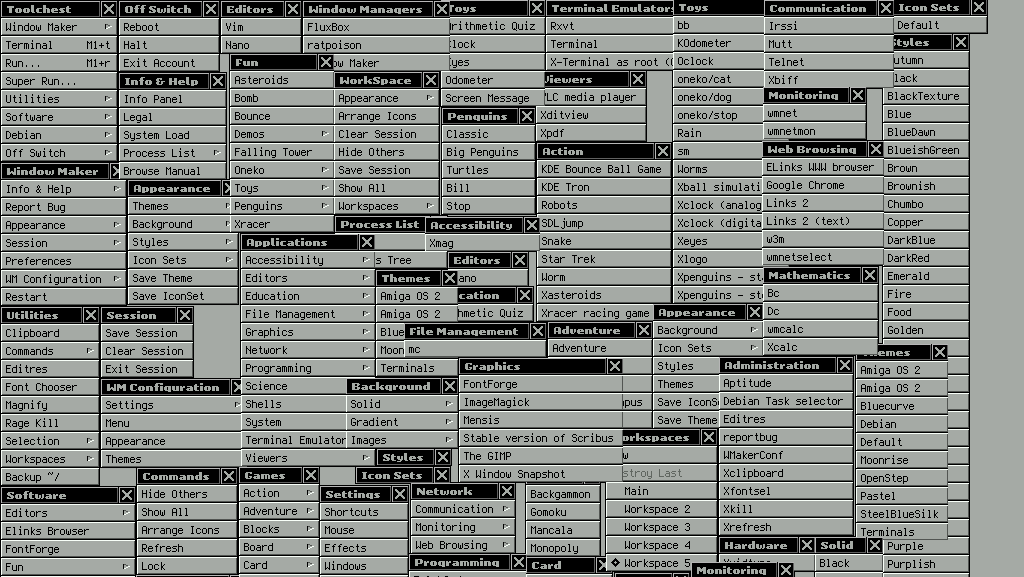 Toolchest
Window Maker
Terminal M1+t
Run... M1+r
Super Run...
Utilities
Software
Debian
Off Switch
Window Maker
Info & Help
Report Bug
Appearance
Session
Preferences
WM Configuration
Restart
Utilities
Clipboard
Commands
Editres
Font Chooser
Magnify
Rage Kill
Selection
Workspaces
Backup ~/
Software
Editors
Elinks Browser
FontForge
Fun
Off Switch
Reboot
Halt
Exit Account
Info & Help
Info Panel
Legal
System Load
Process List
Browse Manual
Appearance
Themes
Background
Styles
Icon Sets
Save Theme
Save IconSet
Session
Save Session
Clear Session
Exit Session
WM Configuration
Settings
Menu
Appearance
Themes
Commands
Hide Others
Show All
Arrange Icons
Refresh
Lock
Editors
Vim
Nano
Fun
Asteroids
Bomb
Bounce
Demos
Falling Tower
Oneko
Toys
Penguins
Xracer
Applications
Accessibility
Editors
Education
File Management
Graphics
Network
Programming
Science
Shells
System
Terminal Emulator
Viewers
Games
Action
Adventure
Blocks
Board
Card
Window Managers
FluxBox
ratpoison
ow Maker
WorkSpace
Appearance
Arrange Icons
Clear Session
Hide Others
Save Session
Show All
Workspaces
Process List
s Tree
Themes
Amiga OS 2
Amiga OS 2
Blue
Moon
Terminals
Background
Solid
Gradient
Images
Styles
Icon Sets
Settings
Shortcuts
Mouse
Effects
Windows
Toys
rithmetic Quiz
lock
yes
Odometer
Screen Message
Penguins
Classic
Big Penguins
Turtles
Bill
Stop
Accessibility
Xmag
Editors
ano
cation
hmetic Quiz
File Management
mc
Graphics
FontForge
ImageMagick
Mensis
Stable version of Scribus
The GIMP
X Window Snapshot
Network
Communication
Monitoring
Web Browsing
Programming
Backgammon
Gomoku
Mancala
Monopoly
Card
Terminal Emulators
Rxvt
Terminal
X-Terminal as root (
Viewers
VLC media player
Xditview
Xpdf
Action
KDE Bounce Ball Game
KDE Tron
Robots
SDLjump
Snake
Star Trek
Worm
Xasteroids
Xracer racing game
Adventure
Adventure
Appearance
Background
Icon Sets
Styles
Themes
Save IconS
Save Theme
pus
orkspaces
w
stroy Last
Main
Workspace 2
Workspace 3
Workspace 4
Workspace 5
Toys
bb
KOdometer
Oclock
oneko/cat
oneko/dog
oneko/stop
Rain
sm
Worms
Xball simulati
Xclock (analog
Xclock (digita
Xeyes
Xlogo
Xpenguins - st
Xpenguins - st
Administration
Aptitude
Debian Task selector
Editres
reportbug
WMakerConf
Xclipboard
Xfontsel
Xkill
Xrefresh
Hardware
Monitoring
Communication
Irssi
Mutt
Telnet
Xbiff
Monitoring
wmnet
wmnetmon
Web Browsing
ELinks WWW browser
Google Chrome
Links 2
Links 2 (text)
w3m
wmnetselect
Mathematics
Bc
Dc
wmcalc
Xcalc
Solid
Black
Icon Sets
Default
Styles
utumn
lack
BlackTexture
Blue
BlueDawn
BlueishGreen
Brown
Brownish
Chumbo
Copper
DarkBlue
DarkRed
Emerald
Fire
Food
Golden
Themes
Amiga OS 2
Amiga OS 2
Bluecurve
Debian
Default
Moonrise
OpenStep
Pastel
SteelBlueSilk
Terminals
Purple
Purplish